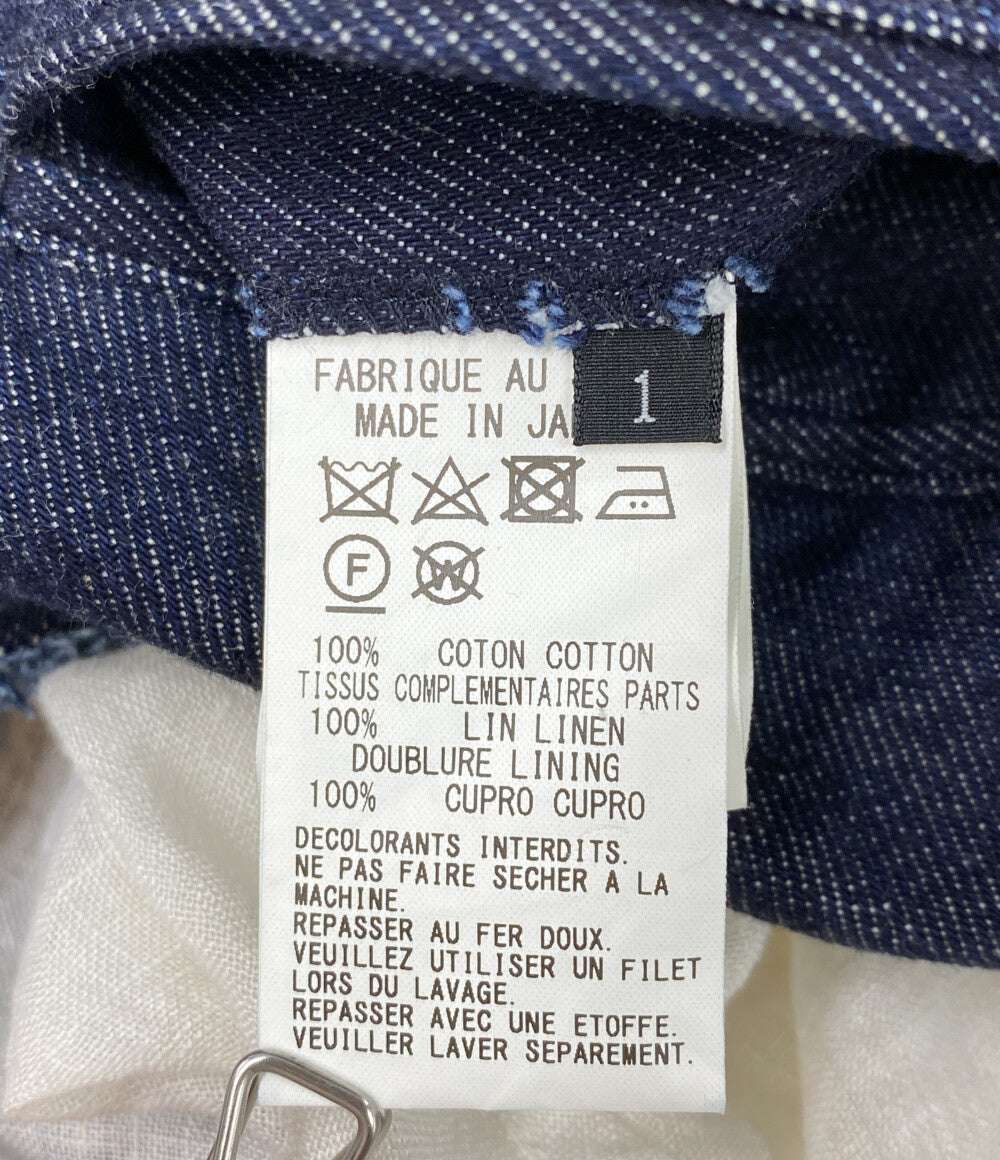 FABRIQUE AU
1
MADE IN JA
F
W
100% COTON COTTON
TISSUS COMPLEMENTAIRES PARTS
100% LIN LINEN
DOUBLURE LINING
100% CUPRO CUPRO
DECOLORANTS INTERDITS.
NE PAS FAIRE SECHER A LA
MACHINE.
REPASSER AU FER DOUX.
VEUILLEZ UTILISER UN FILET
LORS DU LAVAGE.
REPASSER AVEC UNE ETOFFE.
VEUILLER LAVER SEPAREMENT.